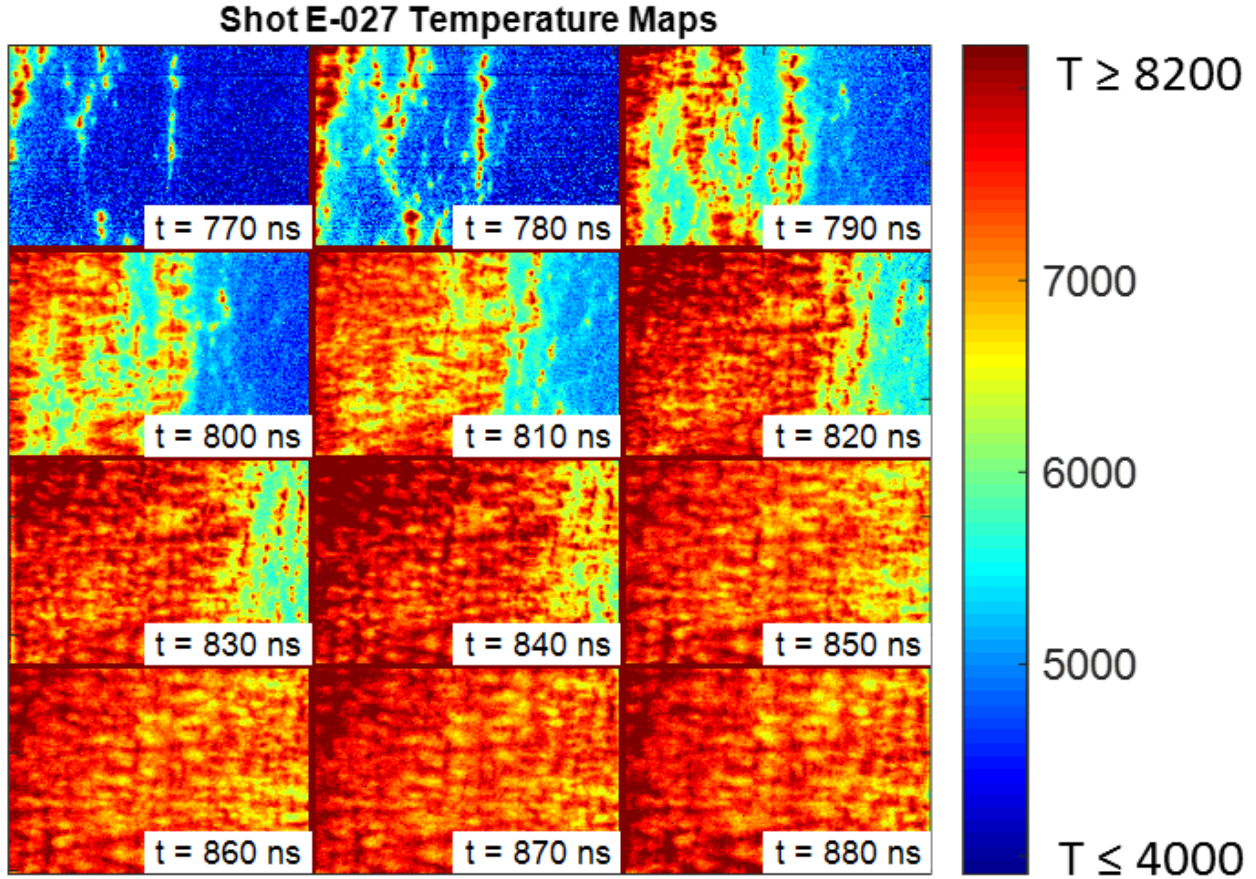 Shot E-027 Temperature Maps
T ≥ 8200
t = 770 ns
t = 780 ns
t = 790 ns
7000
t = 800 ns
t = 810 ns
t = 820 ns
6000
t = 830 ns
t = 840 ns
t = 850 ns
5000
t = 860 ns
t = 870 ns
t = 880 ns
T ≤ 4000